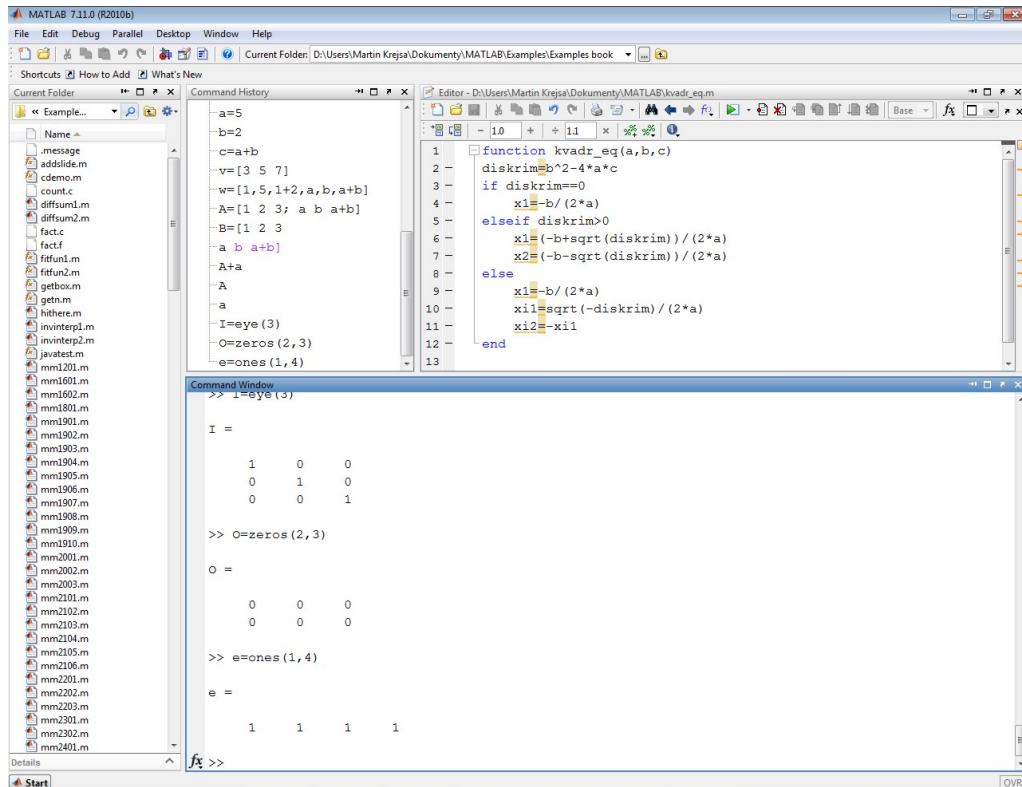 MATLAB 7.11.0 (R2010b)
File Edit Debug Parallel Desktop Window Help
Current Folder: D:\Users\Martin Krejsa\Dokumenty\MATLAB\Examples\Examples book
Shortcuts How to Add What's New
Current Folder
« Example...
Name
.message
addslide.m
cdemo.m
count.c
diffsum1.m
diffsum2.m
fact.c
fact.f
fitfun1.m
fitfun2.m
getbox.m
getn.m
hithere.m
invinterp1.m
invinterp2.m
javatest.m
mm1201.m
mm1601.m
mm1602.m
mm1801.m
mm1901.m
mm1902.m
mm1903.m
mm1904.m
mm1905.m
mm1906.m
mm1907.m
mm1908.m
mm1909.m
mm1910.m
mm2001.m
mm2002.m
mm2003.m
mm2101.m
mm2102.m
mm2103.m
mm2104.m
mm2105.m
mm2106.m
mm2201.m
mm2202.m
mm2203.m
mm2301.m
mm2302.m
mm2401.m
Details
Command History
a=5
b=2
c=a+b
v=[3 5 7]
w=[1,5,1+2,a,b,a+b]
A=[1 2 3; a b a+b]
B=[1 2 3
a b a+b]
A+a
A
a
I=eye(3)
O=zeros(2,3)
e=ones(1,4)
Editor - D:\Users\Martin Krejsa\Dokumenty\MATLAB\kvadr_eq.m
Base fx
- 1.0 + ÷ 1.1 ×
1 function kvadr_eq(a,b,c)
2 - diskrim=b^2-4*a*c
3 - if diskrim==0
4 - x1=-b/(2*a)
5 - elseif diskrim>0
6 - x1=(-b+sqrt(diskrim))/(2*a)
7 - x2=(-b-sqrt(diskrim))/(2*a)
8 - else
9 - x1=-b/(2*a)
10 - xi1=sqrt(-diskrim)/(2*a)
11 - xi2=-xi1
12 - end
13
Command Window
>> I=eye(3)
I =
1 0 0
0 1 0
0 0 1
>> O=zeros(2,3)
O =
0 0 0
0 0 0
>> e=ones(1,4)
e =
1 1 1 1
fx >>
Start
OVR